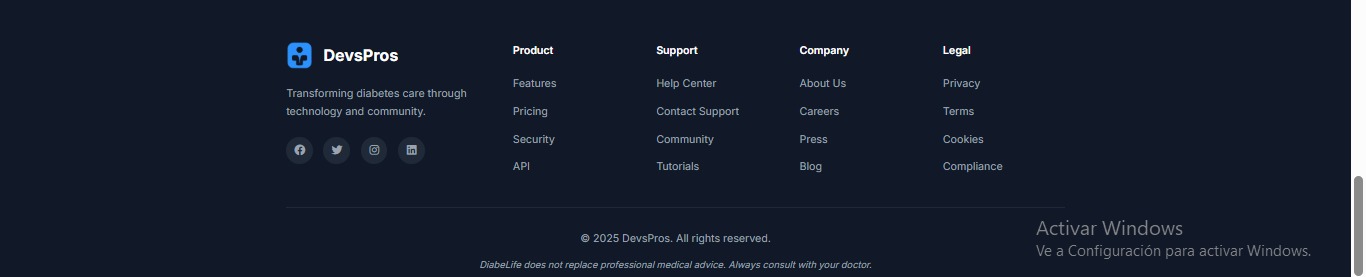 DevsPros
Transforming diabetes care through
technology and community.
Product
Features
Pricing
Security
API
Support
Help Center
Contact Support
Community
Tutorials
Company
About Us
Careers
Press
Blog
Legal
Privacy
Terms
Cookies
Compliance
© 2025 DevsPros. All rights reserved.
DiabeLife does not replace professional medical advice. Always consult with your doctor.
Activar Windows
Ve a Configuración para activar Windows.